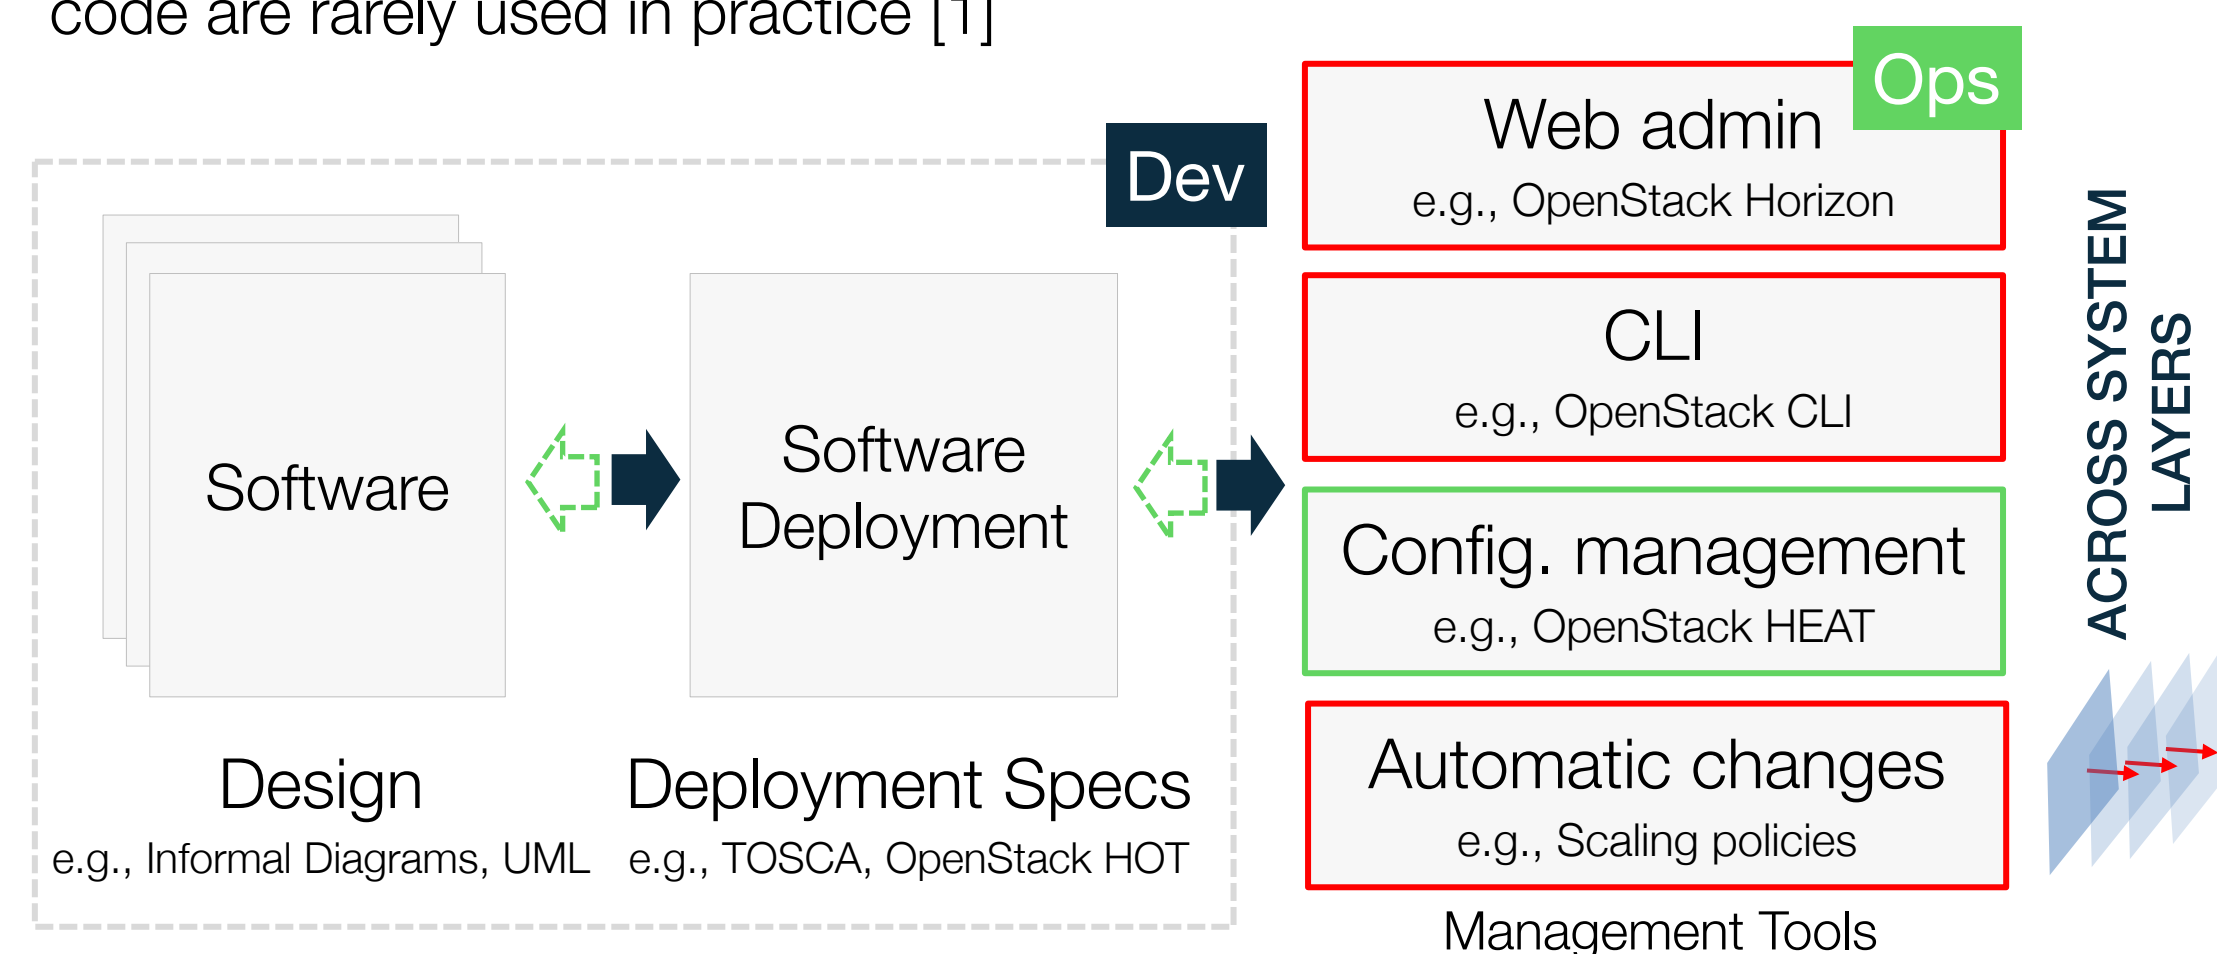 code are rarely used in practice [1]
Dev
Software
Design
e.g., Informal Diagrams, UML
Software
Deployment
Deployment Specs
e.g., TOSCA, OpenStack HOT
Ops
Web admin
e.g., OpenStack Horizon
CLI
e.g., OpenStack CLI
Config. management
e.g., OpenStack HEAT
Automatic changes
e.g., Scaling policies
Management Tools
ACROSS SYSTEM
LAYERS